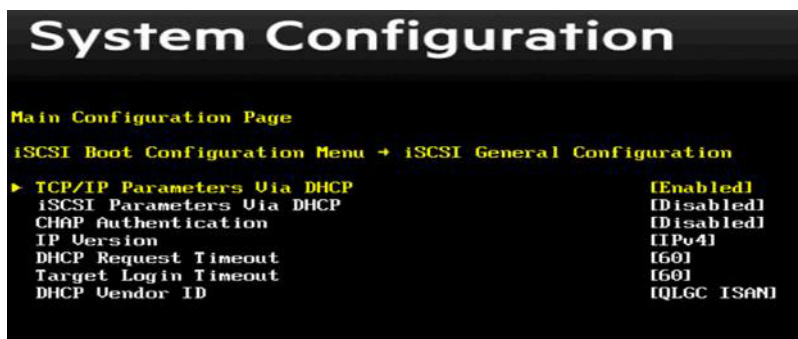 System Configuration
Main Configuration Page
iSCSI Boot Configuration Menu → iSCSI General Configuration
► TCP/IP Parameters Via DHCP [Enabled]
iSCSI Parameters Via DHCP [Disabled]
CHAP Authentication [Disabled]
IP Version [IPv4]
DHCP Request Timeout [60]
Target Login Timeout [60]
DHCP Vendor ID [QLGC ISAN]